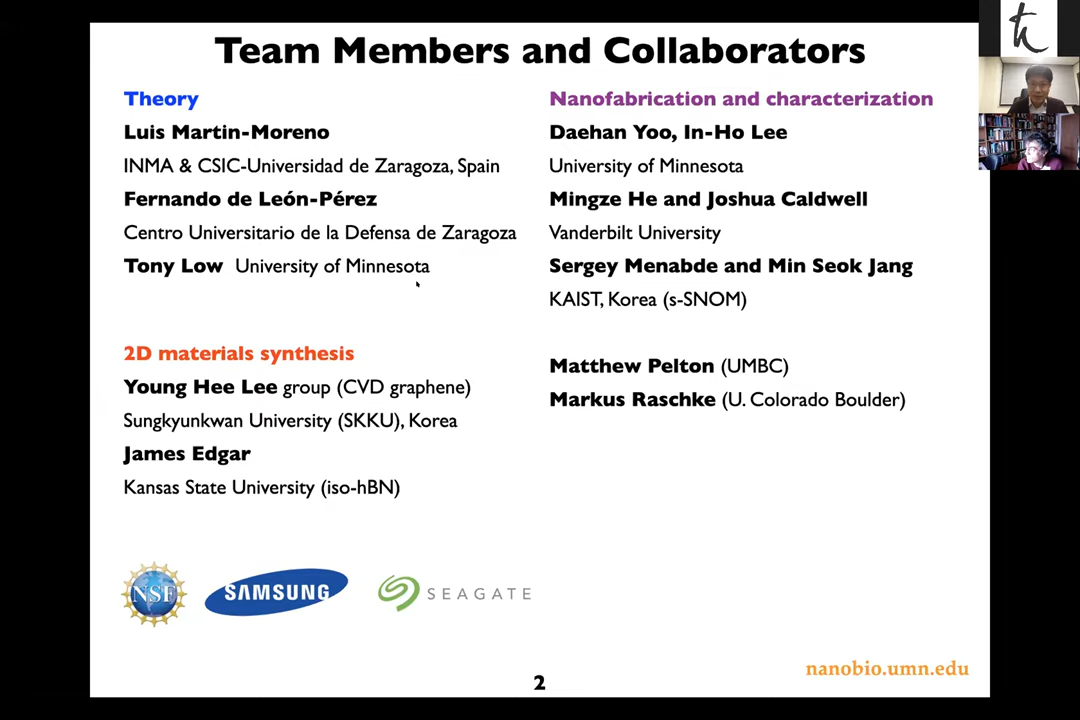 Team Members and Collaborators
Theory
Luis Martin-Moreno
INMA & CSIC-Universidad de Zaragoza, Spain
Fernando de León-Pérez
Centro Universitario de la Defensa de Zaragoza
Tony Low University of Minnesota
2D materials synthesis
Young Hee Lee group (CVD graphene)
Sungkyunkwan University (SKKU), Korea
James Edgar
Kansas State University (iso-hBN)
Nanofabrication and characterization
Daehan Yoo, In-Ho Lee
University of Minnesota
Mingze He and Joshua Caldwell
Vanderbilt University
Sergey Menabde and Min Seok Jang
KAIST, Korea (s-SNOM)
Matthew Pelton (UMBC)
Markus Raschke (U. Colorado Boulder)
NSF
SAMSUNG
SEAGATE
nanobio.umn.edu
2